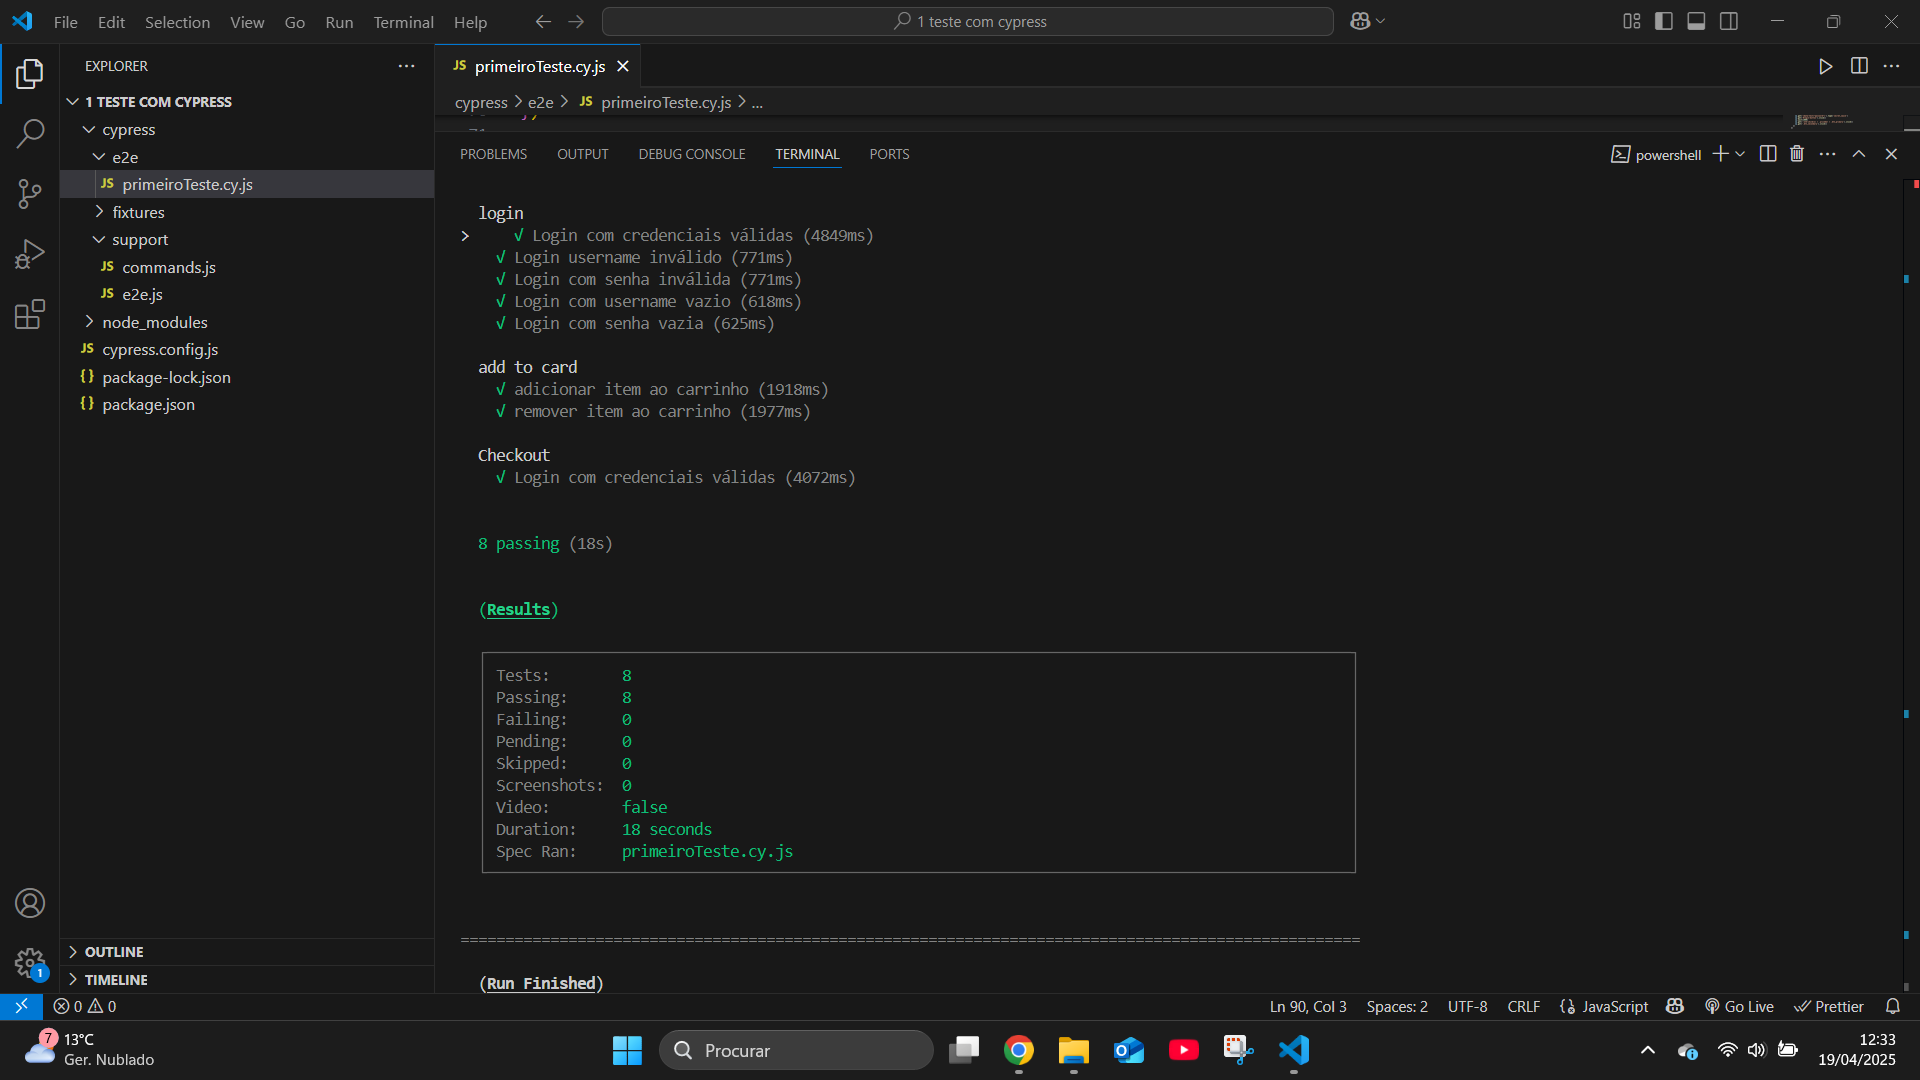 File Edit Selection View Go Run Terminal Help
1 teste com cypress
EXPLORER
1 TESTE COM CYPRESS
cypress
e2e
JS primeiroTeste.cy.js
fixtures
support
JS commands.js
JS e2e.js
node_modules
JS cypress.config.js
{} package-lock.json
{} package.json
OUTLINE
TIMELINE
JS primeiroTeste.cy.js
cypress > e2e > JS primeiroTeste.cy.js > ...
PROBLEMS OUTPUT DEBUG CONSOLE TERMINAL PORTS
powershell
login
√ Login com credenciais válidas (4849ms)
√ Login username inválido (771ms)
√ Login com senha inválida (771ms)
√ Login com username vazio (618ms)
√ Login com senha vazia (625ms)
add to card
√ adicionar item ao carrinho (1918ms)
√ remover item ao carrinho (1977ms)
Checkout
√ Login com credenciais válidas (4072ms)
8 passing (18s)
(Results)
Tests: 8
Passing: 8
Failing: 0
Pending: 0
Skipped: 0
Screenshots: 0
Video: false
Duration: 18 seconds
Spec Ran: primeiroTeste.cy.js
====================================================================================================
(Run Finished)
1
0 0
Ln 90, Col 3 Spaces: 2 UTF-8 CRLF {} JavaScript Go Live Prettier
7
13°C
Ger. Nublado
Procurar
12:33
19/04/2025